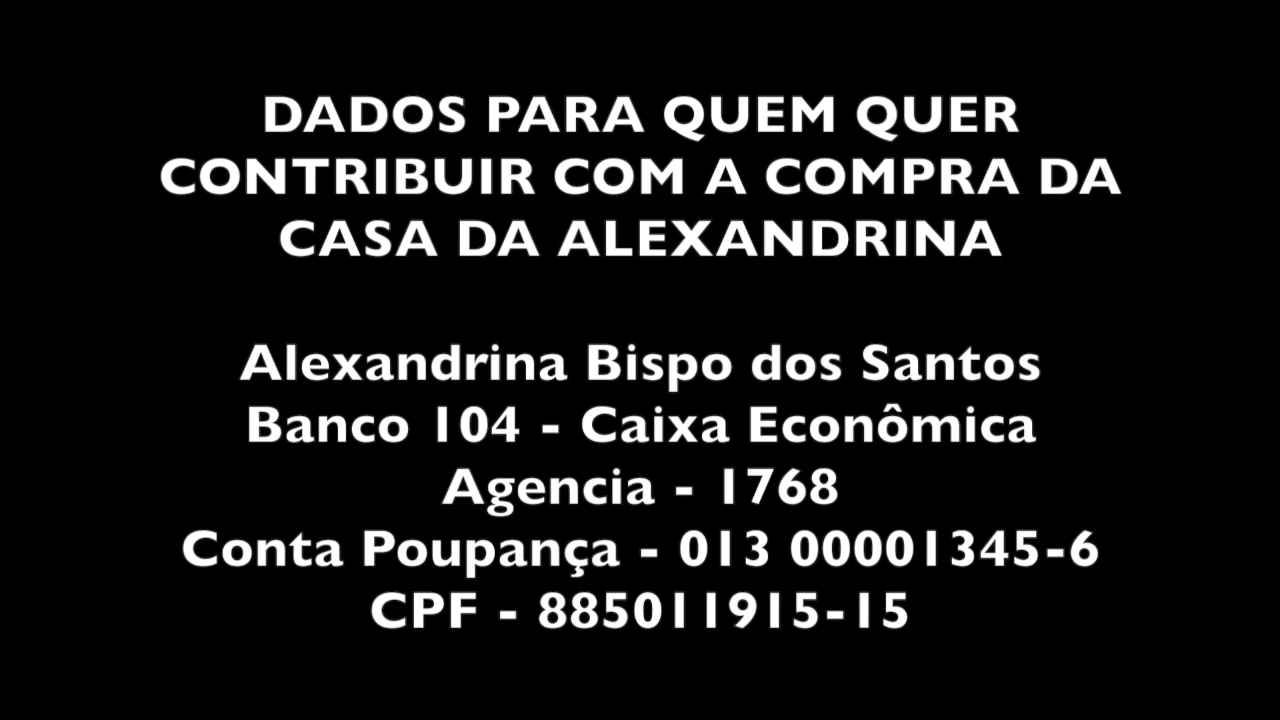 DADOS PARA QUEM QUER
CONTRIBUIR COM A COMPRA DA
CASA DA ALEXANDRINA
Alexandrina Bispo dos Santos
Banco 104 - Caixa Econômica
Agencia - 1768
Conta Poupança - 013 00001345-6
CPF - 885011915-15